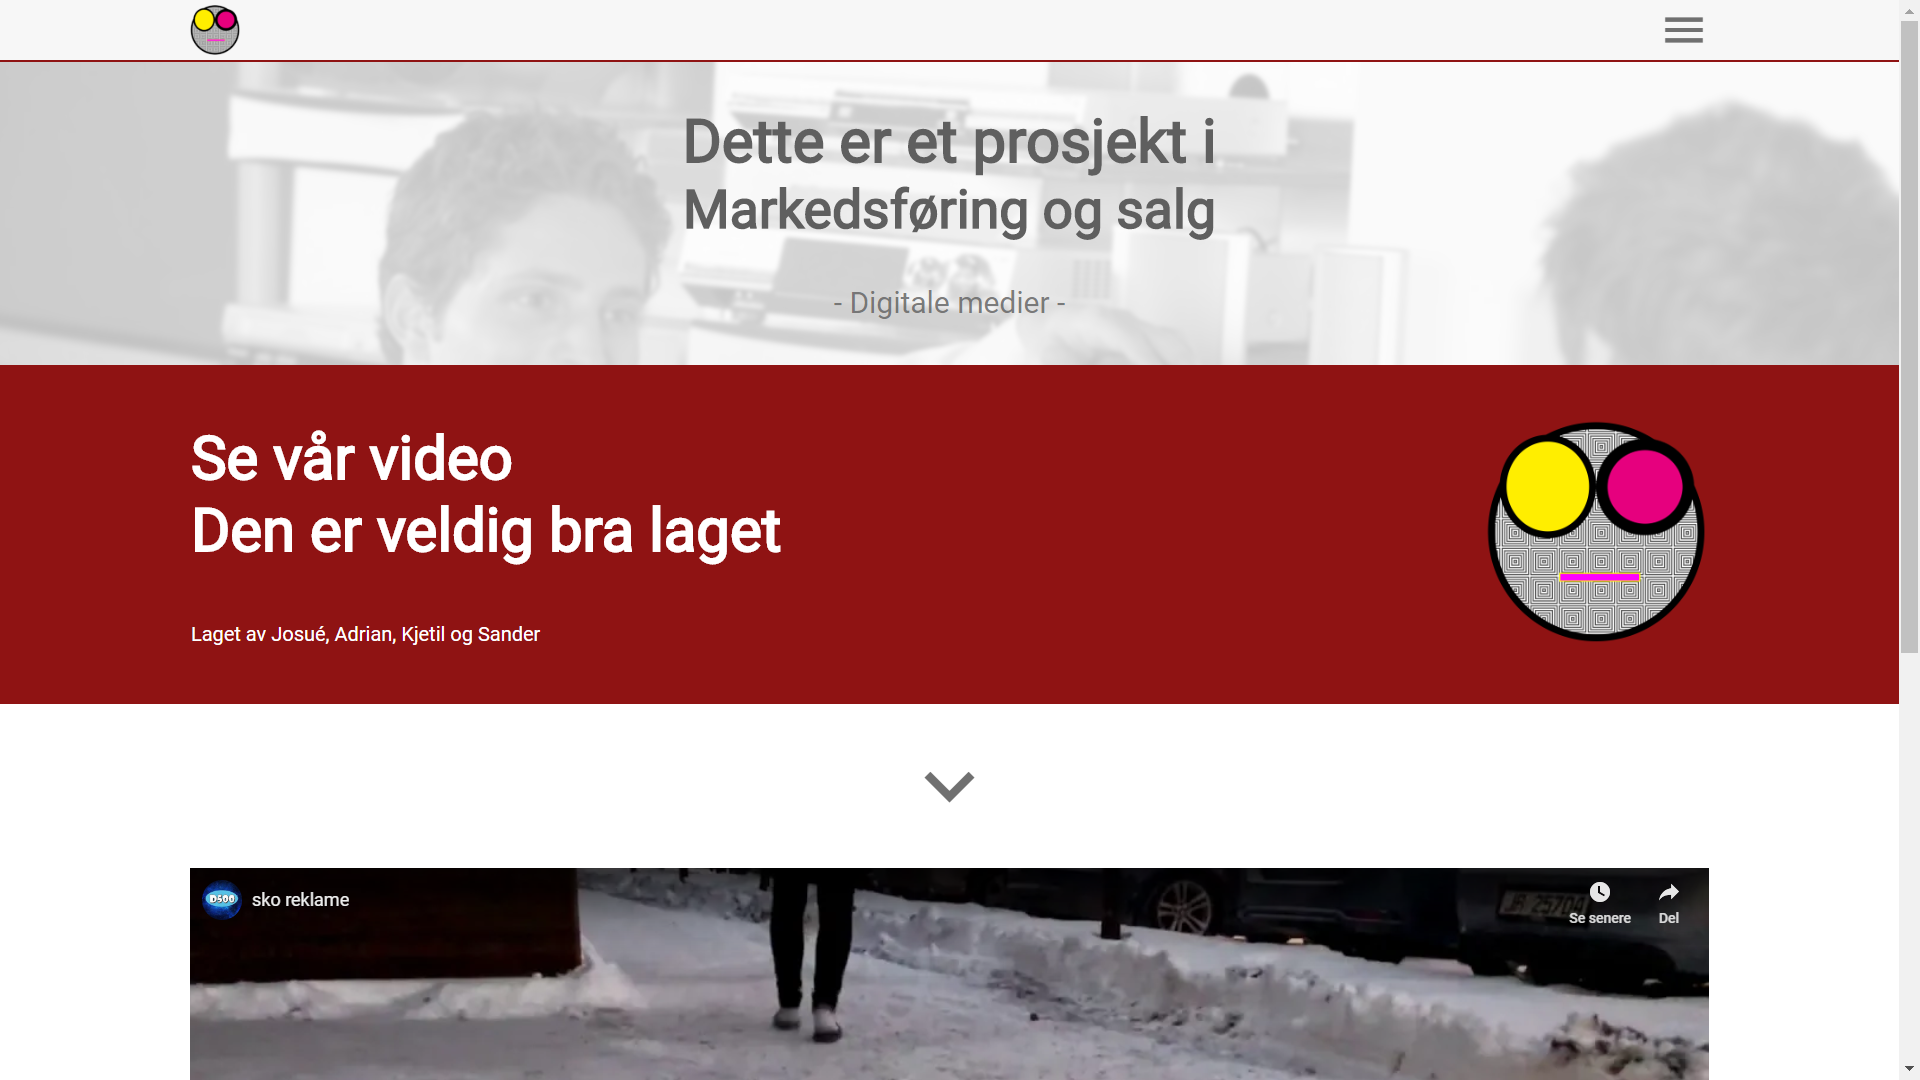 Dette er et prosjekt i
Markedsføring og salg
- Digitale medier -
Se vår video
Den er veldig bra laget
Laget av Josué, Adrian, Kjetil og Sander
D500
sko reklame
Se senere
Del